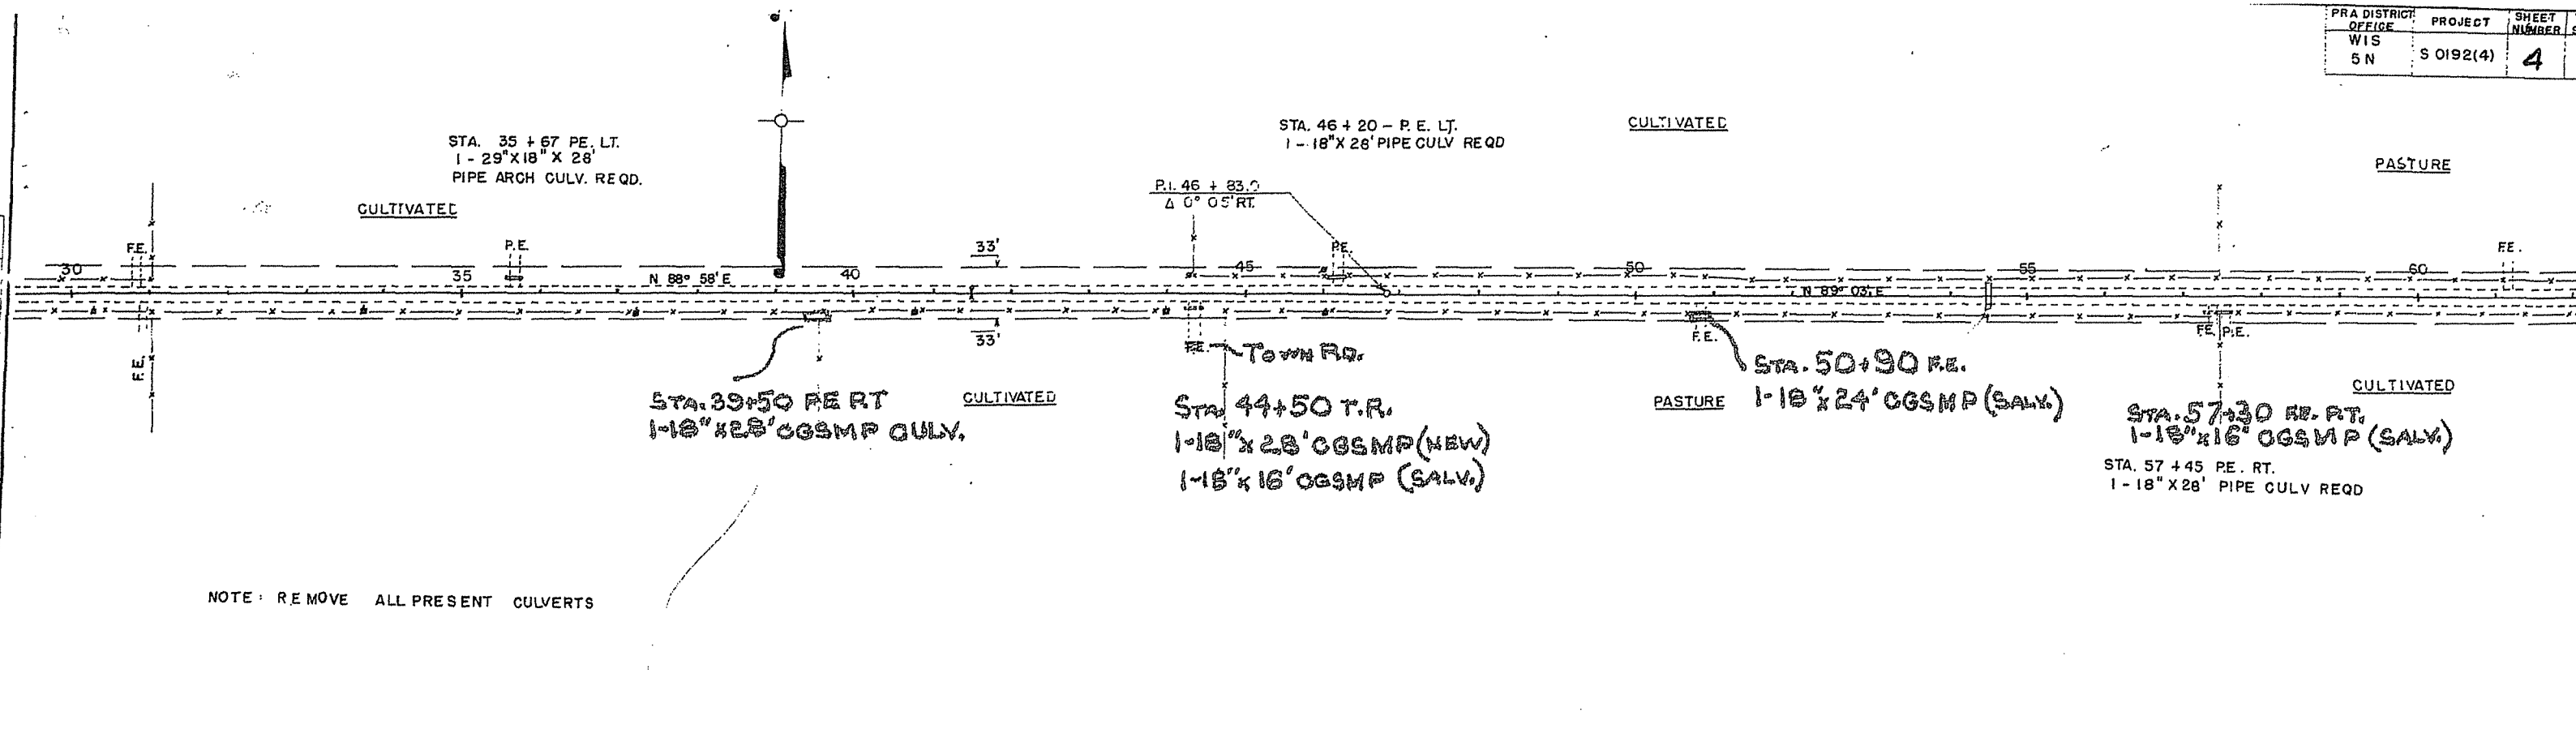 PRA DISTRICT OFFICE PROJECT SHEET NUMBER
WIS 5 N S 0192(4) 4
STA. 35 + 67 P.E. LT.
1 - 29" X 18" X 28'
PIPE ARCH CULV. REQD.
CULTIVATED
STA. 46 + 20 - P. E. LT.
1 - 18" X 28' PIPE CULV REQD
CULTIVATED
PASTURE
P.I. 46 + 83.0
Δ 0° 05' RT.
F.E.
P.E.
33'
P.E.
F.E.
30
35
N 88° 58' E
40
45
50
N 89° 03' E
55
60
F.E.
33'
F.E.
TOWN RD.
F.E.
F.E. P.E.
STA. 39+50 P.E. RT
1-18" X 28' CGSMP CULV.
CULTIVATED
STA. 44+50 T.R.
1-18" X 28' CGSMP (NEW)
1-18" X 16' CGSMP (SALV.)
PASTURE
STA. 50+90 F.E.
1-18" X 24' CGSMP (SALV.)
CULTIVATED
STA. 57+30 F.E. RT.
1-18" X 16' CGSMP (SALV.)
STA. 57 + 45 P.E. RT.
1 - 18" X 28' PIPE CULV REQD
NOTE: REMOVE ALL PRESENT CULVERTS